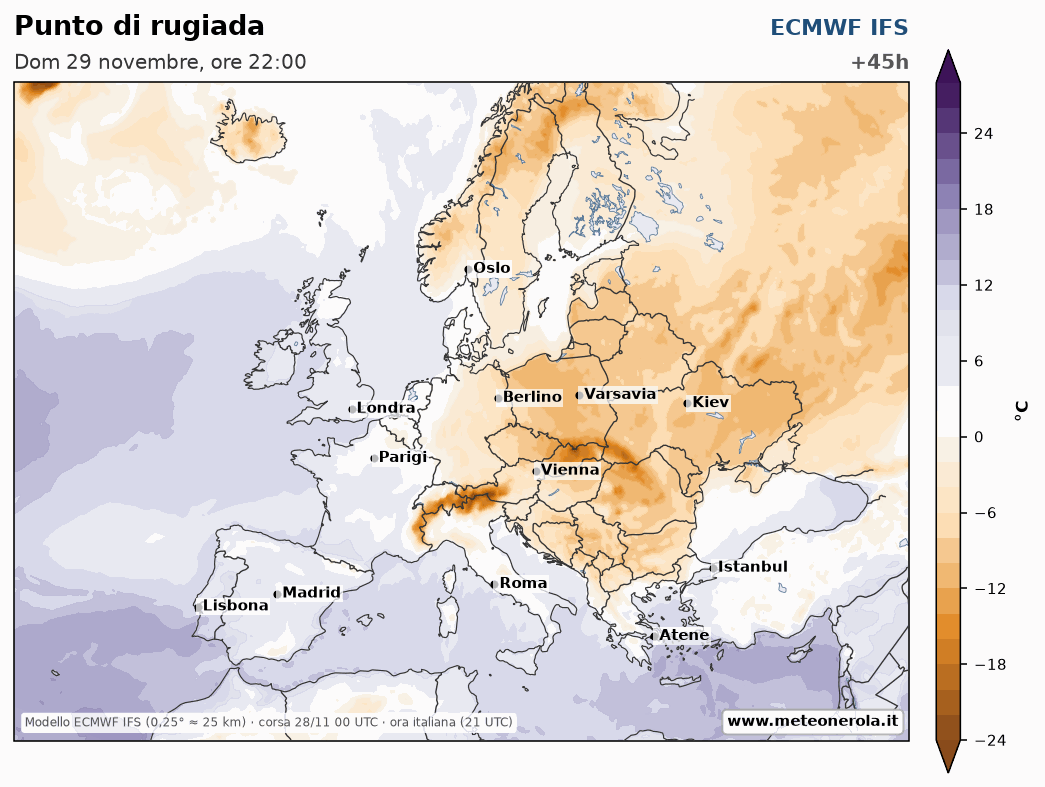 Punto di rugiada
ECMWF IFS
Dom 29 novembre, ore 22:00
+45h
24
18
12
6
0
−6
−12
−18
−24
°C
Oslo
Berlino
Varsavia
Kiev
Londra
Parigi
Vienna
Istanbul
Roma
Madrid
Lisbona
Atene
Modello ECMWF IFS (0,25° ≈ 25 km) · corsa 28/11 00 UTC · ora italiana (21 UTC)
www.meteonerola.it